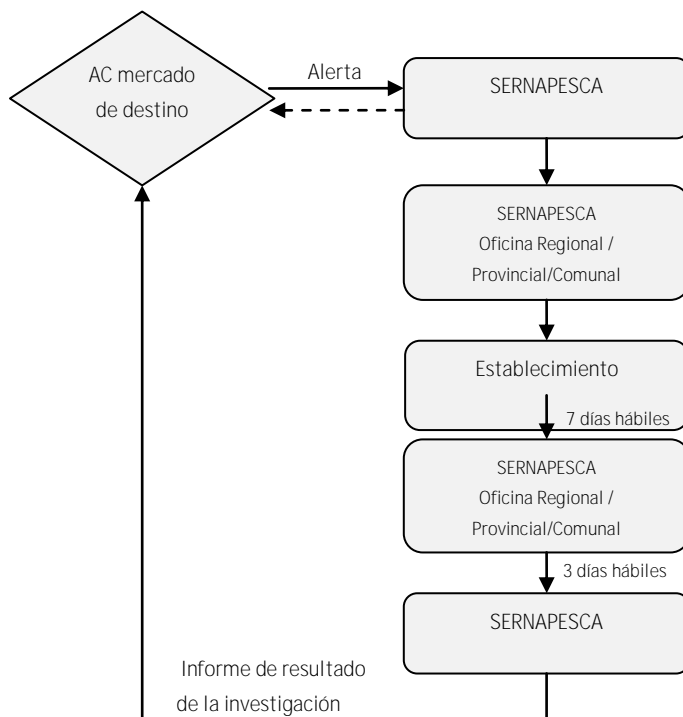 AC mercado
de destino
Alerta
SERNAPESCA
SERNAPESCA
Oficina Regional /
Provincial/Comunal
Establecimiento
7 días hábiles
SERNAPESCA
Oficina Regional /
Provincial/Comunal
3 días hábiles
SERNAPESCA
Informe de resultado
de la investigación